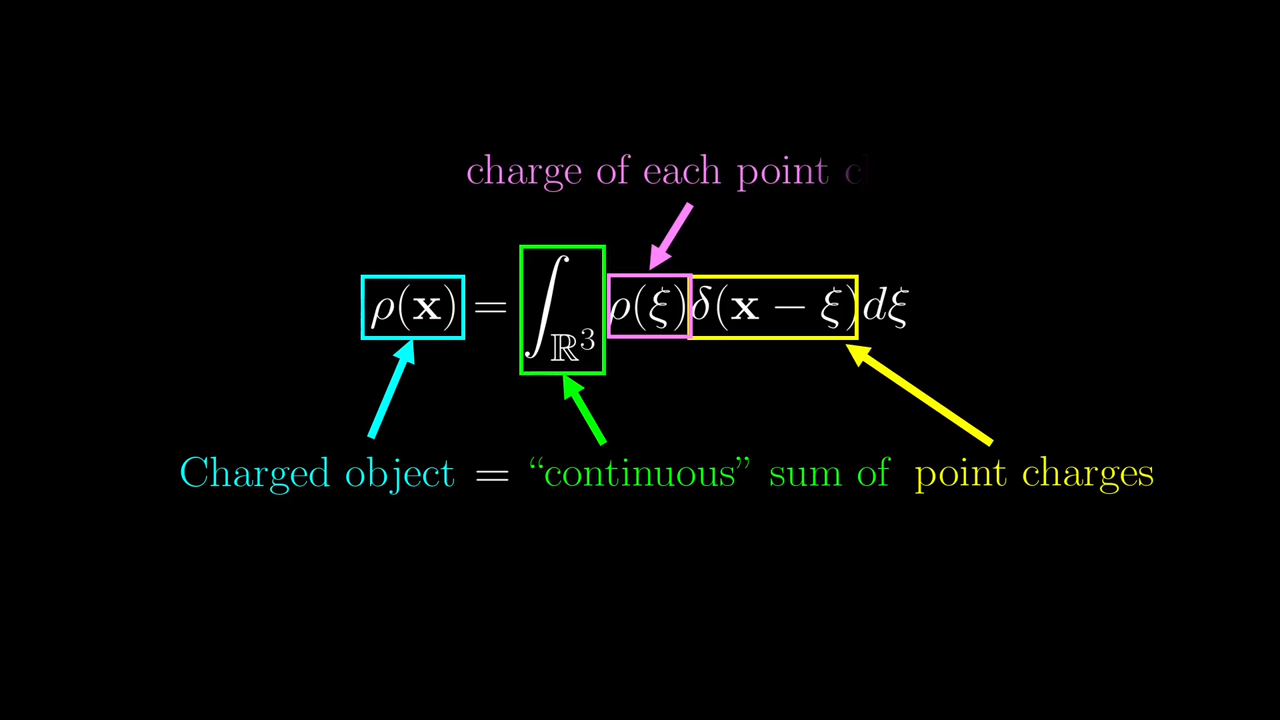 charge of each point
ρ(𝐱) = ∫_{ℝ³} ρ(ξ)δ(𝐱 − ξ)dξ
Charged object = “continuous” sum of point charges